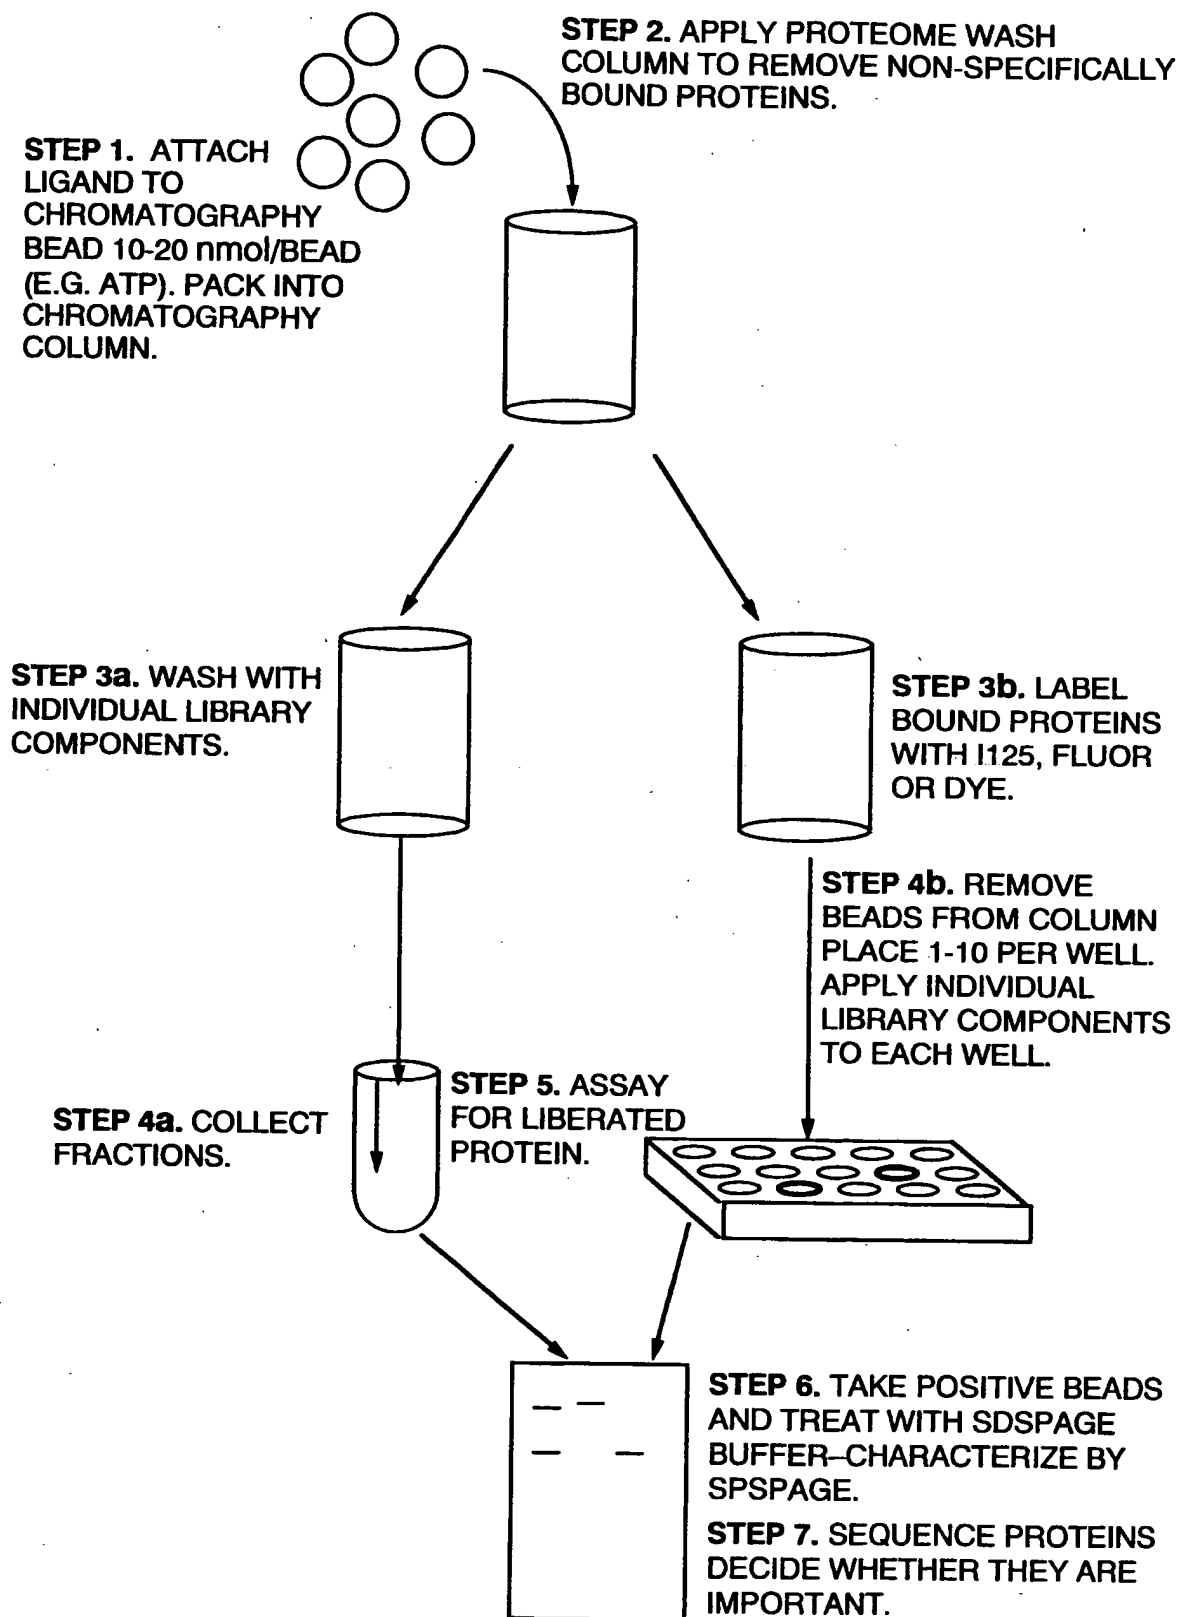 STEP 2. APPLY PROTEOME WASH
COLUMN TO REMOVE NON-SPECIFICALLY
BOUND PROTEINS.
STEP 1. ATTACH
LIGAND TO
CHROMATOGRAPHY
BEAD 10-20 nmol/BEAD
(E.G. ATP). PACK INTO
CHROMATOGRAPHY
COLUMN.
STEP 3a. WASH WITH
INDIVIDUAL LIBRARY
COMPONENTS.
STEP 3b. LABEL
BOUND PROTEINS
WITH I125, FLUOR
OR DYE.
STEP 4b. REMOVE
BEADS FROM COLUMN
PLACE 1-10 PER WELL.
APPLY INDIVIDUAL
LIBRARY COMPONENTS
TO EACH WELL.
STEP 4a. COLLECT
FRACTIONS.
STEP 5. ASSAY
FOR LIBERATED
PROTEIN.
STEP 6. TAKE POSITIVE BEADS
AND TREAT WITH SDSPAGE
BUFFER–CHARACTERIZE BY
SPSPAGE.
STEP 7. SEQUENCE PROTEINS
DECIDE WHETHER THEY ARE
IMPORTANT.